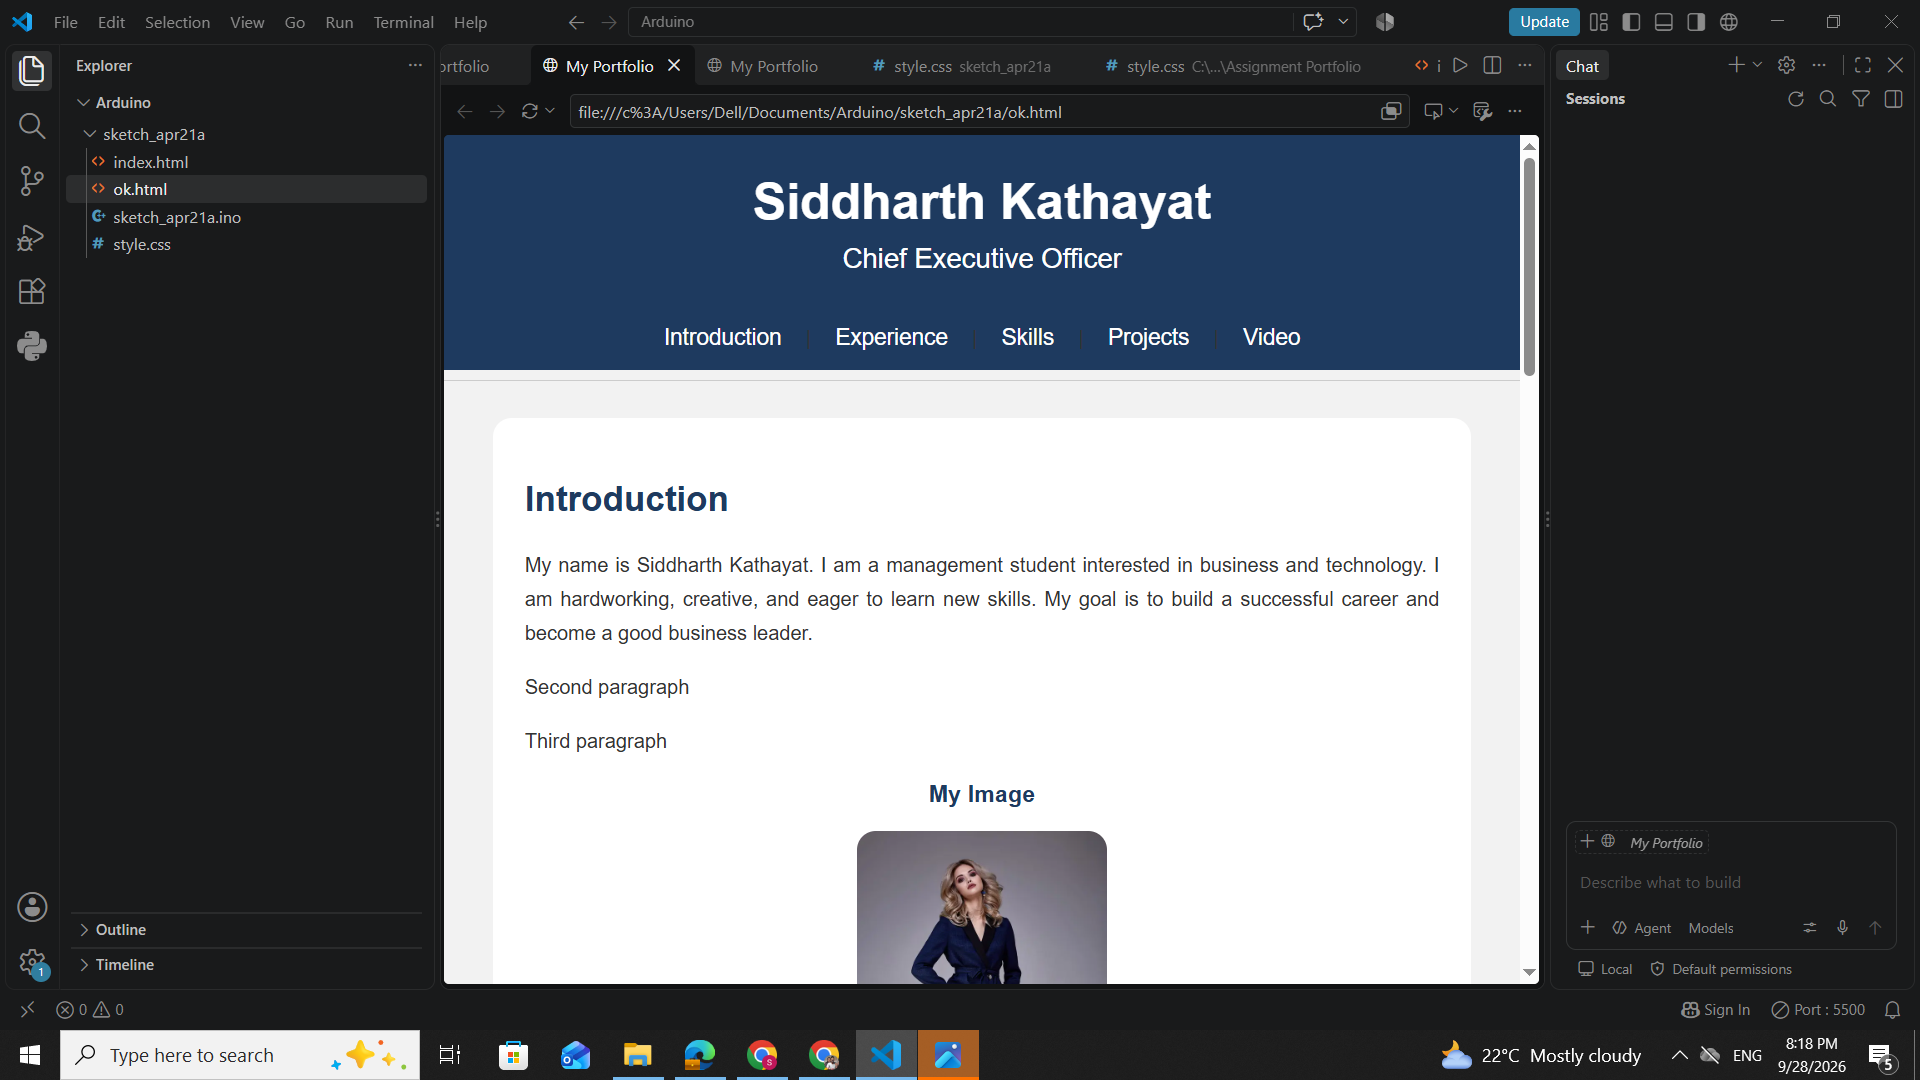 File Edit Selection View Go Run Terminal Help
Arduino
Update
Explorer
Arduino
sketch_apr21a
index.html
ok.html
sketch_apr21a.ino
style.css
Outline
Timeline
ortfolio
My Portfolio
My Portfolio
style.css sketch_apr21a
style.css C:\...\Assignment Portfolio
i
file:///c%3A/Users/Dell/Documents/Arduino/sketch_apr21a/ok.html
Siddharth Kathayat
Chief Executive Officer
Introduction Experience Skills Projects Video
Introduction
My name is Siddharth Kathayat. I am a management student interested in business and technology. I
am hardworking, creative, and eager to learn new skills. My goal is to build a successful career and
become a good business leader.
Second paragraph
Third paragraph
My Image
Chat
Sessions
My Portfolio
Describe what to build
Agent Models
Local Default permissions
1
0 0
Sign In Port : 5500
Type here to search
22°C Mostly cloudy
ENG
8:18 PM
9/28/2026
5